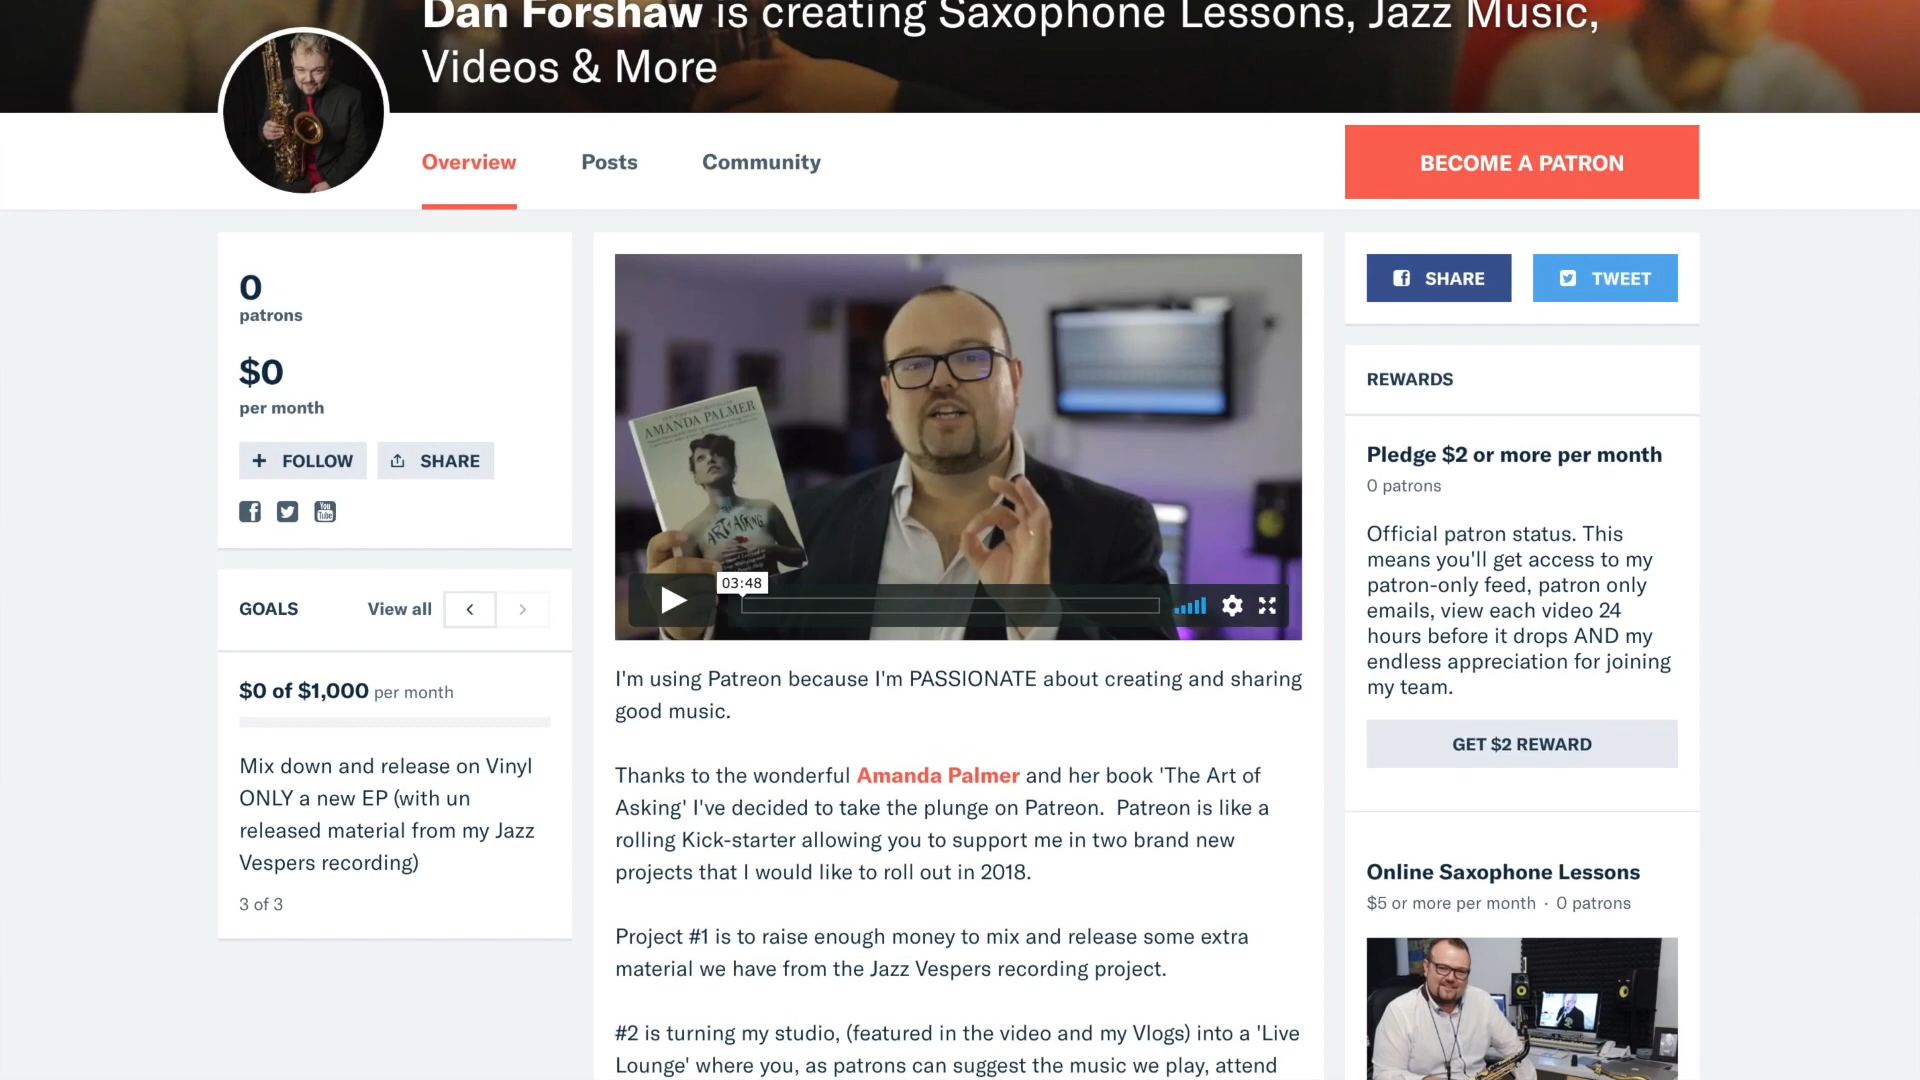 Dan Forshaw is creating Saxophone Lessons, Jazz Music,
Videos & More
Overview
Posts
Community
BECOME A PATRON
0
patrons
$0
per month
+ FOLLOW
SHARE
You
Tube
GOALS
View all
$0 of $1,000 per month
Mix down and release on Vinyl
ONLY a new EP (with un
released material from my Jazz
Vespers recording)
3 of 3
AMANDA PALMER
ART of ASKING
03:48
I'm using Patreon because I'm PASSIONATE about creating and sharing
good music.
Thanks to the wonderful Amanda Palmer and her book 'The Art of
Asking' I've decided to take the plunge on Patreon. Patreon is like a
rolling Kick-starter allowing you to support me in two brand new
projects that I would like to roll out in 2018.
Project #1 is to raise enough money to mix and release some extra
material we have from the Jazz Vespers recording project.
#2 is turning my studio, (featured in the video and my Vlogs) into a 'Live
Lounge' where you, as patrons can suggest the music we play, attend
SHARE
TWEET
REWARDS
Pledge $2 or more per month
0 patrons
Official patron status. This
means you'll get access to my
patron-only feed, patron only
emails, view each video 24
hours before it drops AND my
endless appreciation for joining
my team.
GET $2 REWARD
Online Saxophone Lessons
$5 or more per month · 0 patrons